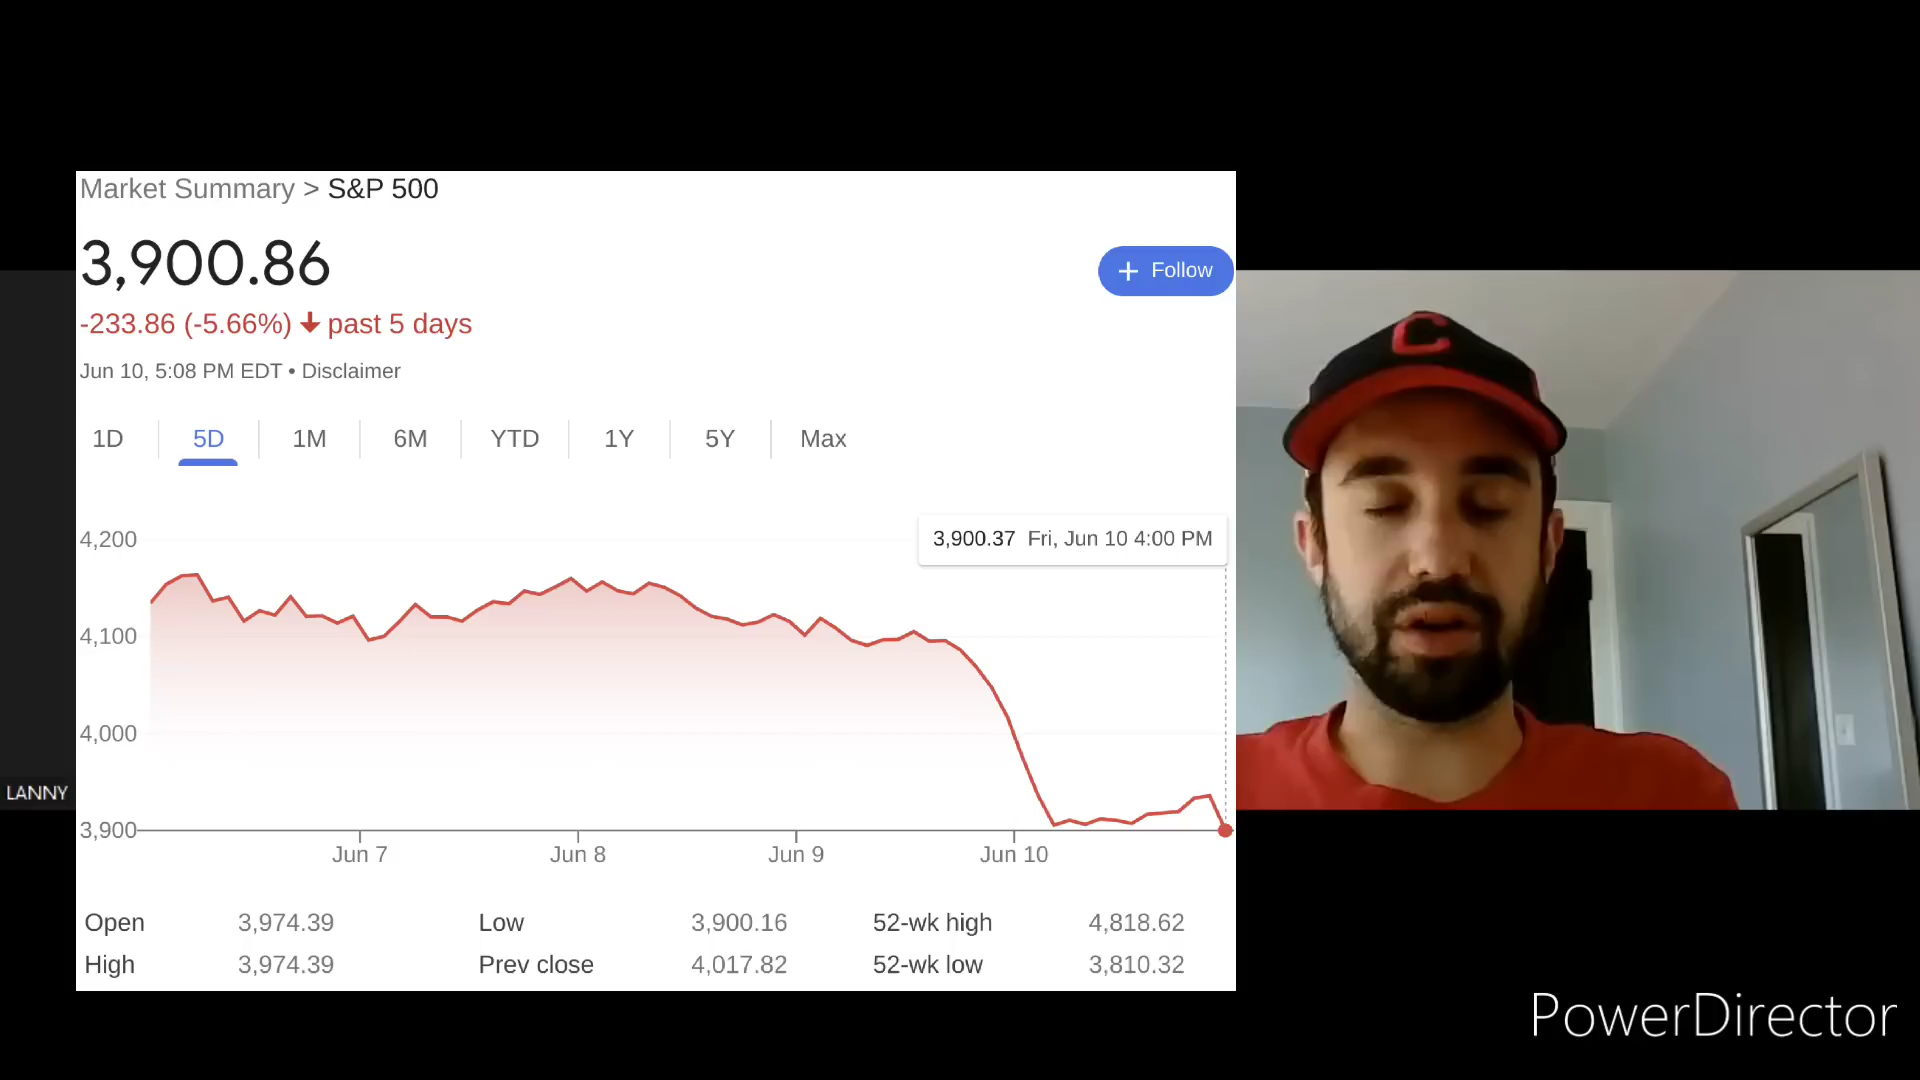 Market Summary > S&P 500
3,900.86
+ Follow
-233.86 (-5.66%) ↓ past 5 days
Jun 10, 5:08 PM EDT • Disclaimer
1D 5D 1M 6M YTD 1Y 5Y Max
3,900.37 Fri, Jun 10 4:00 PM
4,200
4,100
4,000
3,900
Jun 7 Jun 8 Jun 9 Jun 10
Open 3,974.39 Low 3,900.16 52-wk high 4,818.62
High 3,974.39 Prev close 4,017.82 52-wk low 3,810.32
LANNY
C
PowerDirector